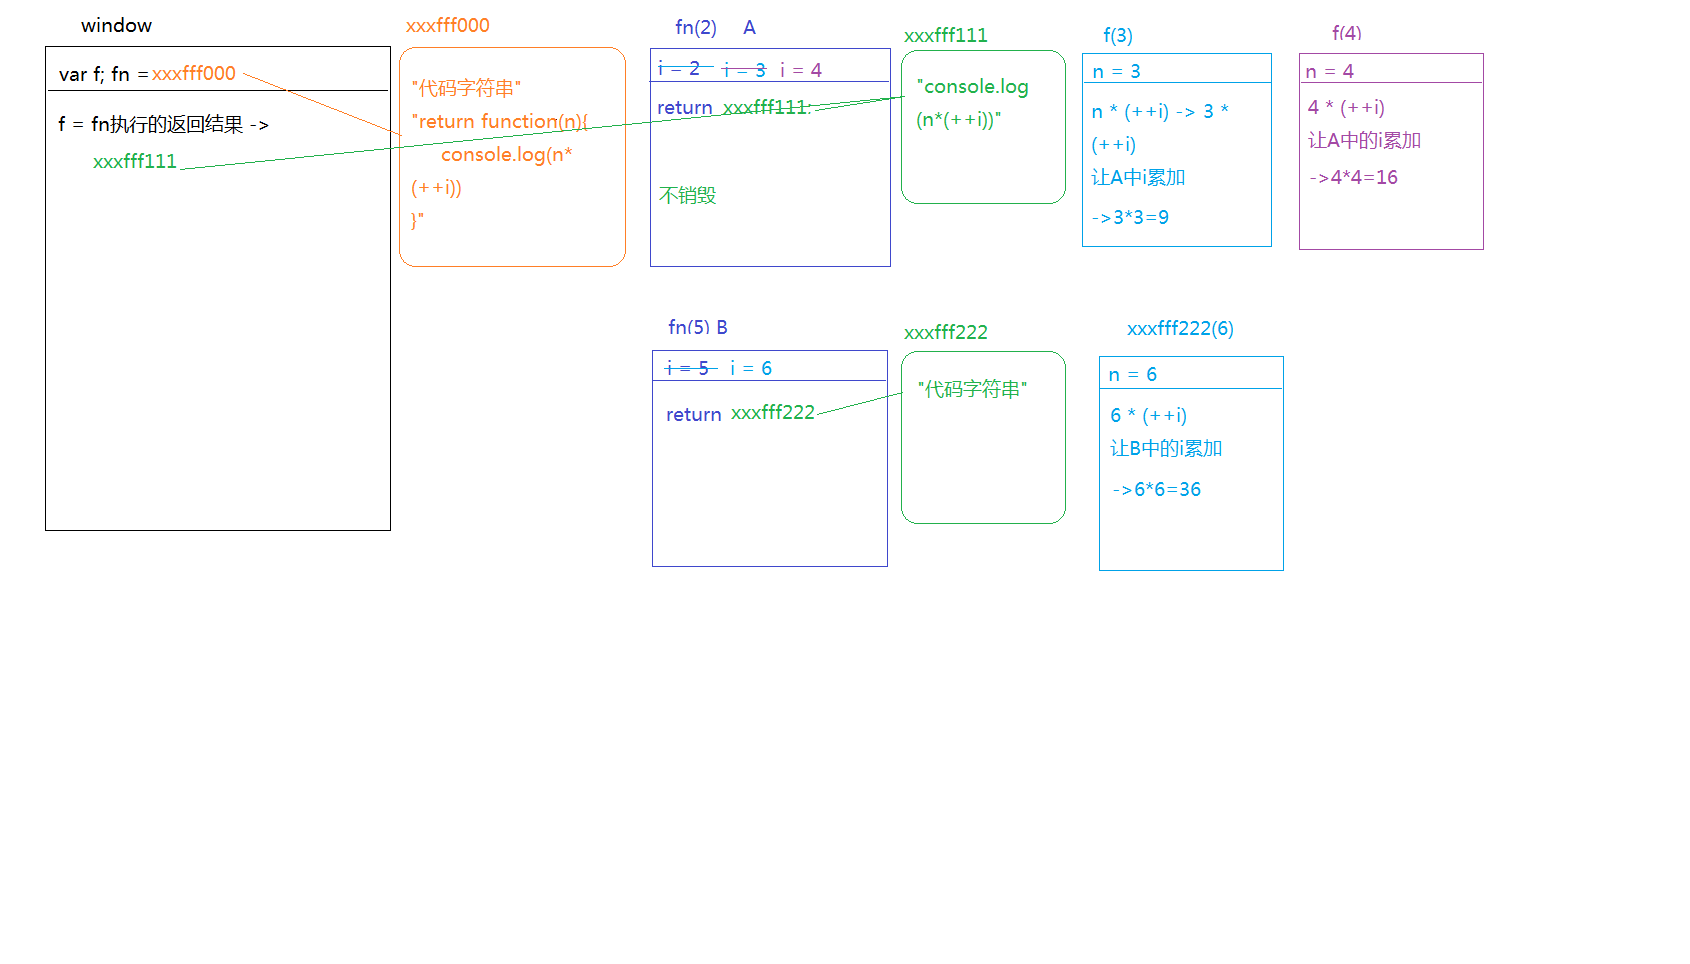 window
var f; fn = xxxfff000
f = fn执行的返回结果 ->
xxxfff111
xxxfff000
"代码字符串"
"return function(n){
console.log(n*
(++i))
}"
fn(2) A
i = 2 i = 3 i = 4
return xxxfff111;
不销毁
xxxfff111
"console.log
(n*(++i))"
f(3)
n = 3
n * (++i) -> 3 *
(++i)
让A中i累加
->3*3=9
f(4)
n = 4
4 * (++i)
让A中的i累加
->4*4=16
fn(5) B
i = 5 i = 6
return xxxfff222
xxxfff222
"代码字符串"
xxxfff222(6)
n = 6
6 * (++i)
让B中的i累加
->6*6=36